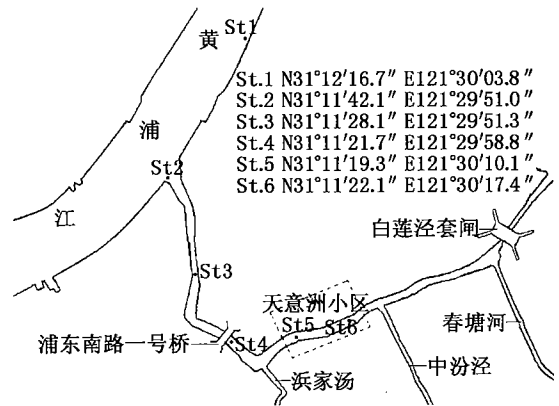 St1
黄
St.1 N31°12′16.7″ E121°30′03.8″
St.2 N31°11′42.1″ E121°29′51.0″
St.3 N31°11′28.1″ E121°29′51.3″
St.4 N31°11′21.7″ E121°29′58.8″
St.5 N31°11′19.3″ E121°30′10.1″
St.6 N31°11′22.1″ E121°30′17.4″
浦
St2
江
白莲泾套闸
St3
天意洲小区
St5
St6
春塘河
浦东南路一号桥
St4
中汾泾
浜家汤